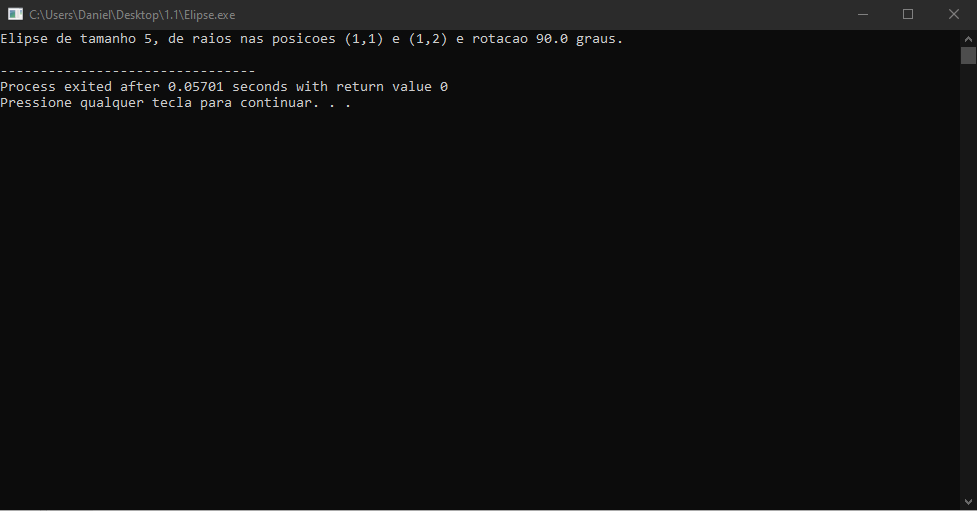 C:\Users\Daniel\Desktop\1.1\Elipse.exe
Elipse de tamanho 5, de raios nas posicoes (1,1) e (1,2) e rotacao 90.0 graus.
--------------------------------
Process exited after 0.05701 seconds with return value 0
Pressione qualquer tecla para continuar. . .